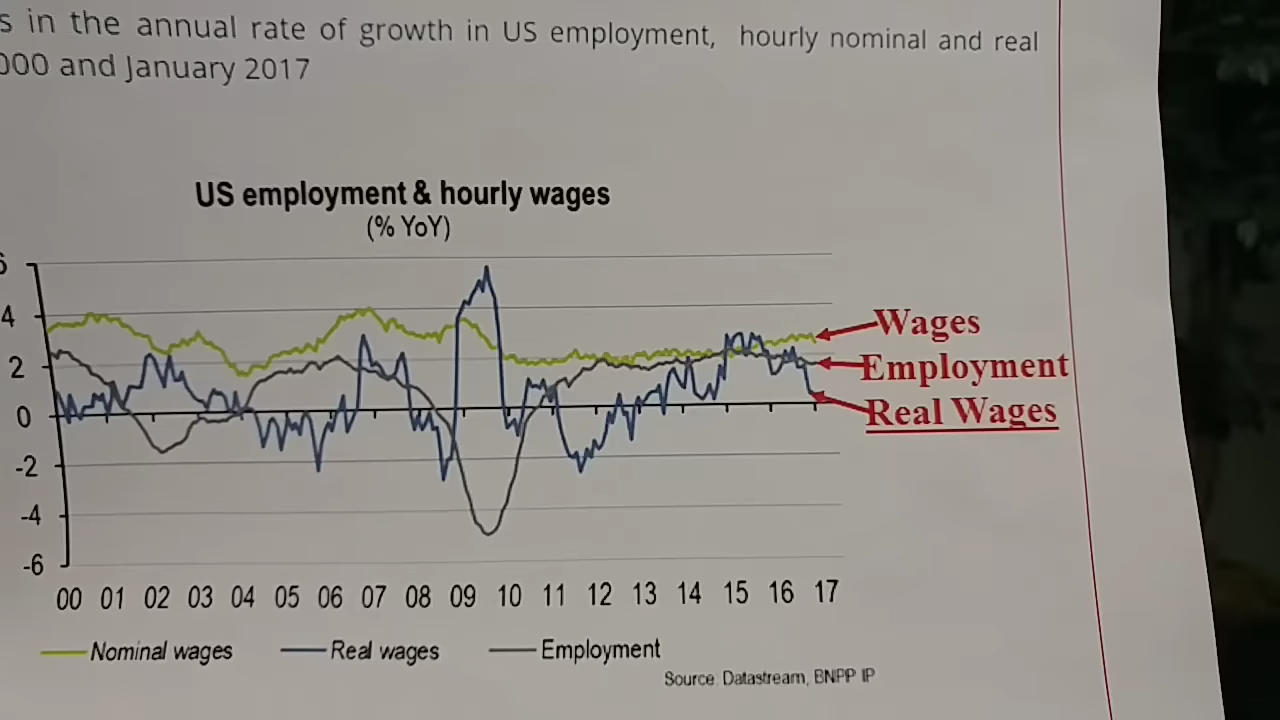 in the annual rate of growth in US employment, hourly nominal and real
and January 2017
US employment & hourly wages
(% YoY)
4
2
0
-2
-4
-6
Wages
Employment
Real Wages
00 01 02 03 04 05 06 07 08 09 10 11 12 13 14 15 16 17
Nominal wages Real wages Employment
Source: Datastream, BNPP IP